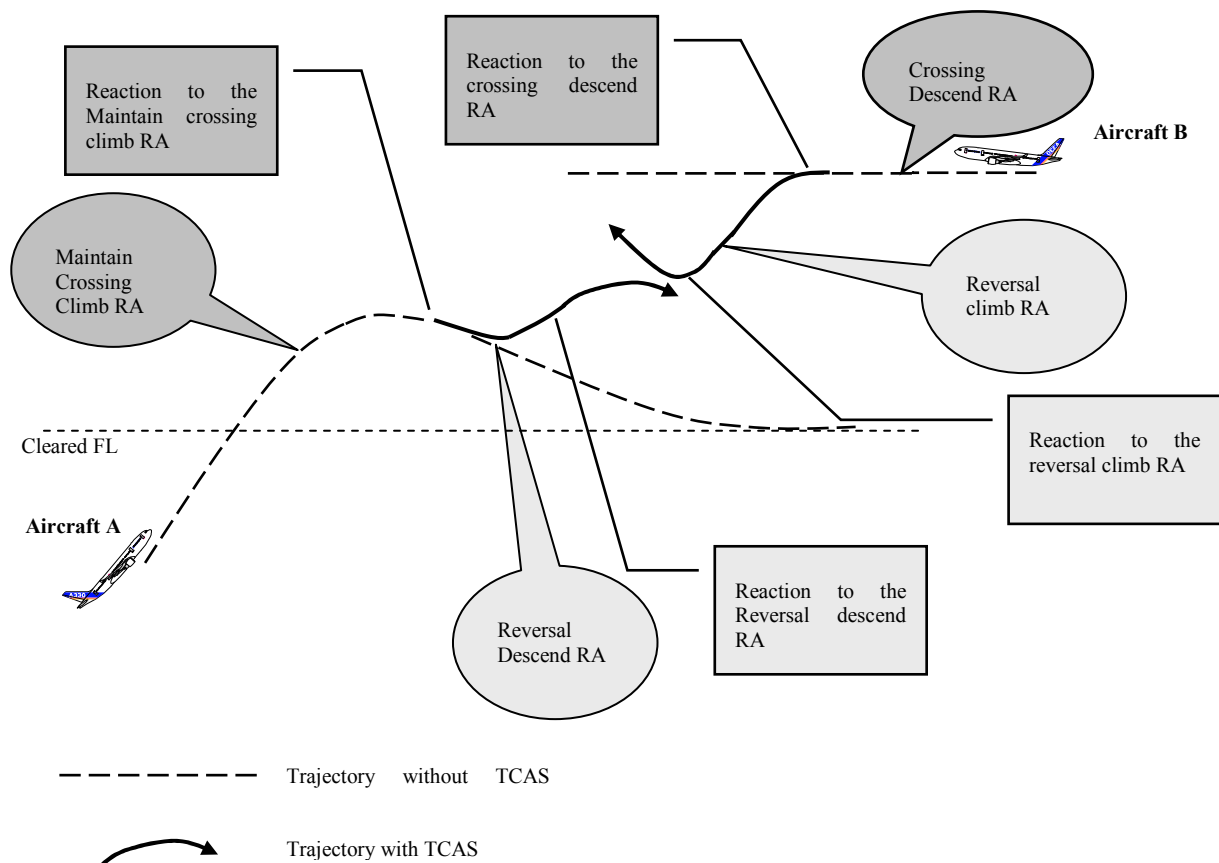 Reaction to the
Maintain crossing
climb RA
Reaction to the
crossing descend
RA
Crossing
Descend RA
Aircraft B
Maintain
Crossing
Climb RA
Reversal
climb RA
Cleared FL
Reaction to the
reversal climb RA
Aircraft A
Reversal
Descend RA
Reaction to the
Reversal descend
RA
Trajectory without TCAS
Trajectory with TCAS